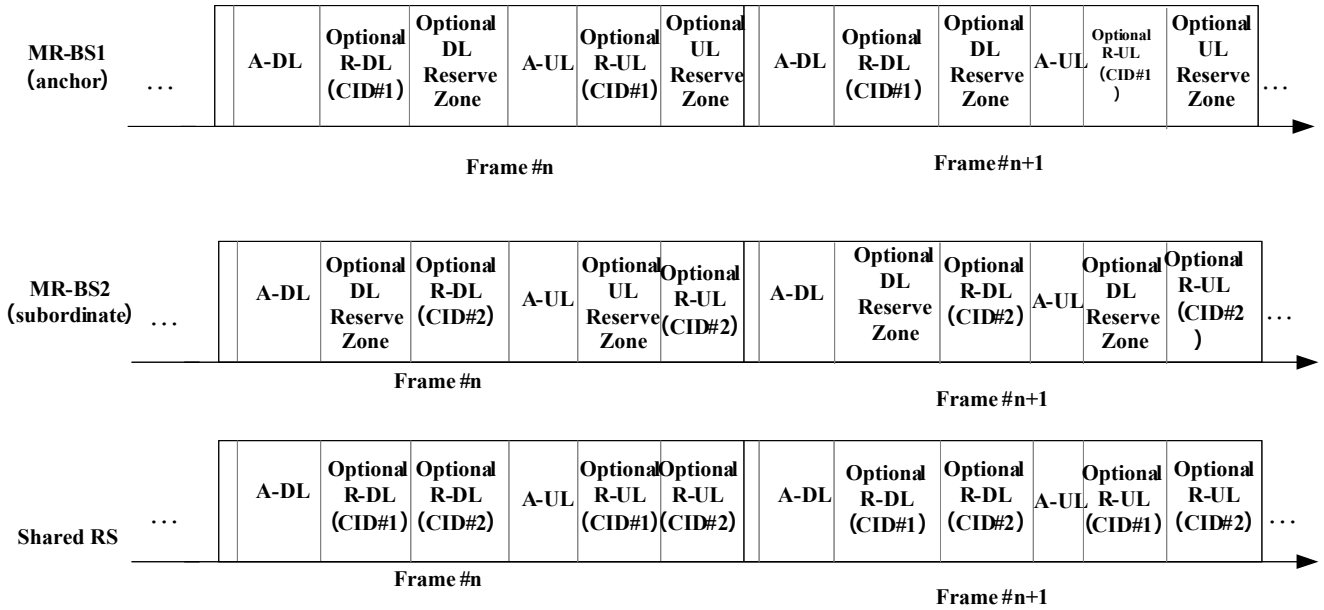 MR-BS1
(anchor)
...
A-DL
Optional
R-DL
(CID#1)
Optional
DL
Reserve
Zone
A-UL
Optional
R-UL
(CID#1)
Optional
UL
Reserve
Zone
A-DL
Optional
R-DL
(CID#1)
Optional
DL
Reserve
Zone
A-UL
Optional
R-UL
(CID#1
)
Optional
UL
Reserve
Zone
...
Frame #n
Frame #n+1
MR-BS2
(subordinate)
...
A-DL
Optional
DL
Reserve
Zone
Optional
R-DL
(CID#2)
A-UL
Optional
UL
Reserve
Zone
Optional
R-UL
(CID#2)
A-DL
Optional
DL
Reserve
Zone
Optional
R-DL
(CID#2)
A-UL
Optional
DL
Reserve
Zone
Optional
R-UL
(CID#2
)
...
Frame #n
Frame #n+1
Shared RS
...
A-DL
Optional
R-DL
(CID#1)
Optional
R-DL
(CID#2)
A-UL
Optional
R-UL
(CID#1)
Optional
R-UL
(CID#2)
A-DL
Optional
R-DL
(CID#1)
Optional
R-DL
(CID#2)
A-UL
Optional
R-UL
(CID#1)
Optional
R-UL
(CID#2)
...
Frame #n
Frame #n+1